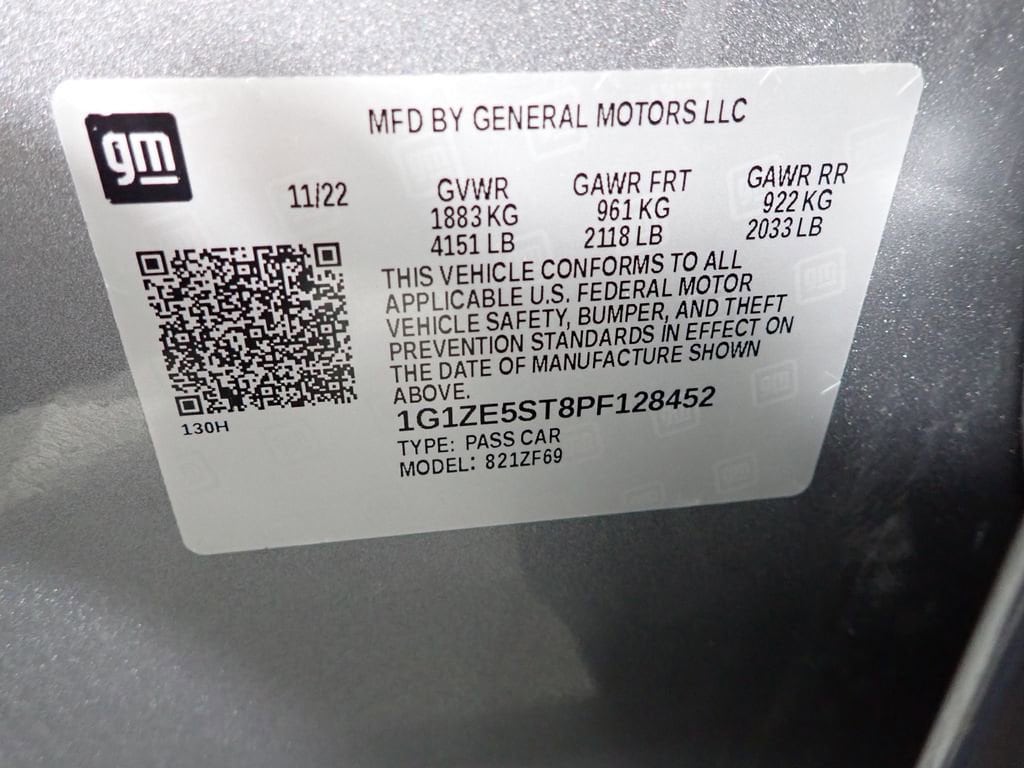 gm
MFD BY GENERAL MOTORS LLC
11/22
GVWR
1883 KG
4151 LB
GAWR FRT
961 KG
2118 LB
GAWR RR
922 KG
2033 LB
THIS VEHICLE CONFORMS TO ALL
APPLICABLE U.S. FEDERAL MOTOR
VEHICLE SAFETY, BUMPER, AND THEFT
PREVENTION STANDARDS IN EFFECT ON
THE DATE OF MANUFACTURE SHOWN
ABOVE.
1G1ZE5ST8PF128452
TYPE: PASS CAR
MODEL: 821ZF69
130H